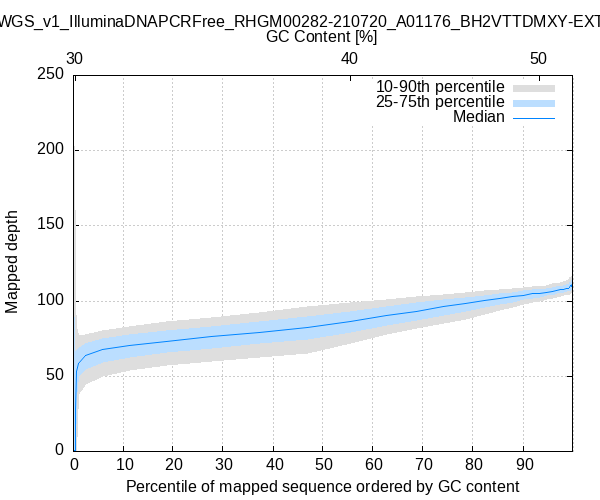 WGS_v1_IlluminaDNAPCRFree_RHGM00282-210720_A01176_BH2VTTDMXY-EXT
GC Content [%]
30 40 50
10-90th percentile
25-75th percentile
Median
250
200
150
100
50
0
Mapped depth
0 10 20 30 40 50 60 70 80 90
Percentile of mapped sequence ordered by GC content